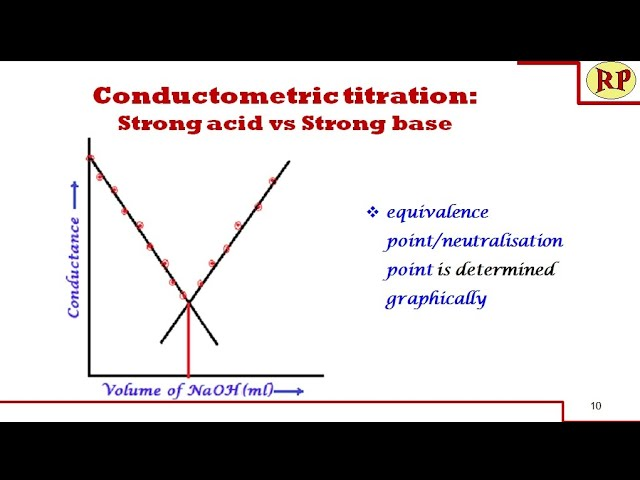 RP
Conductometric titration:
Strong acid vs Strong base
Conductance
Volume of NaOH (ml)
❖ equivalence
point/neutralisation
point is determined
graphically
10